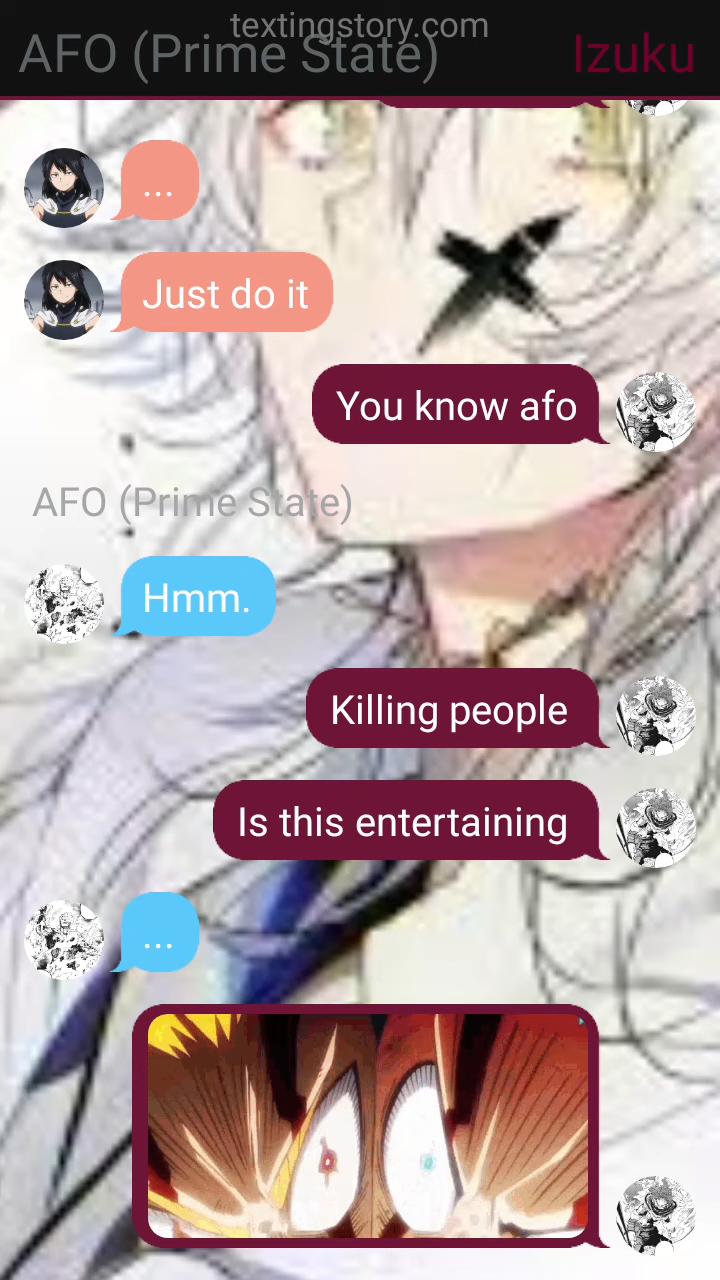 textingstory.com
AFO (Prime State)
Izuku
...
Just do it
You know afo
AFO (Prime State)
Hmm.
Killing people
Is this entertaining
...